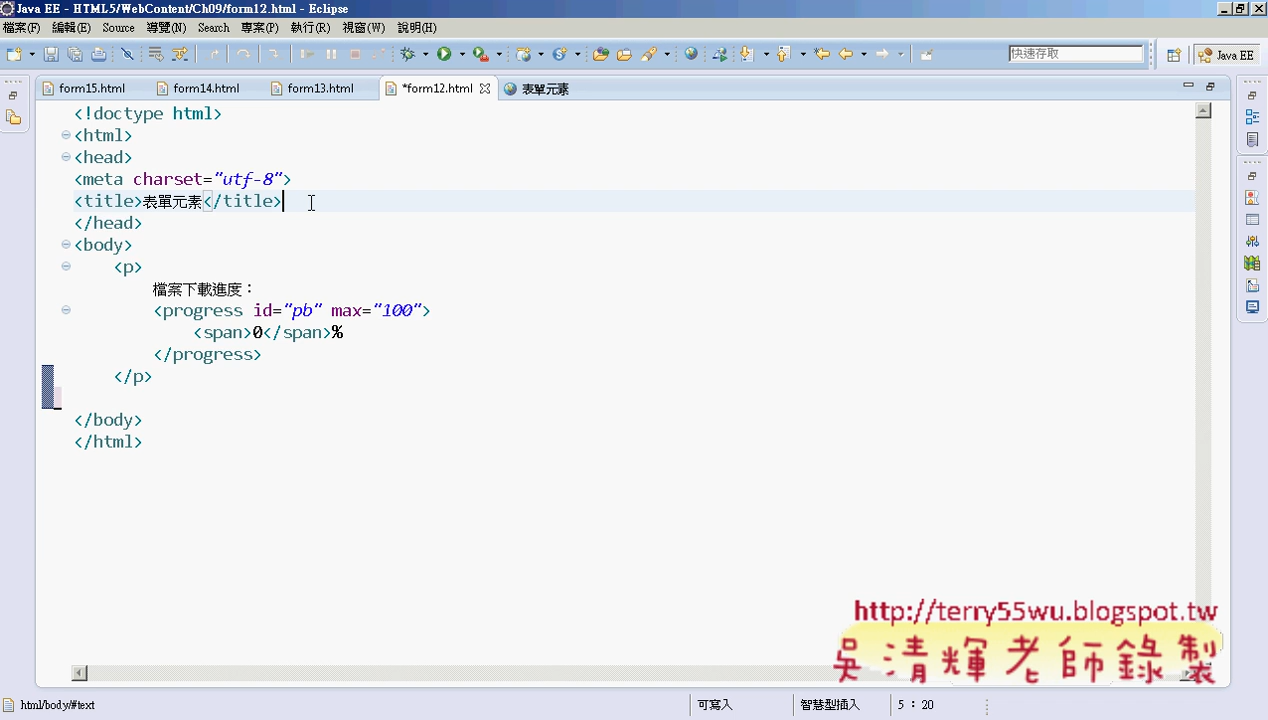 Java EE - HTML5/WebContent/Ch09/form12.html - Eclipse
檔案(F) 編輯(E) Source 導覽(N) Search 專案(P) 執行(R) 視窗(W) 說明(H)
快速存取 Java EE
form15.html form14.html form13.html *form12.html 表單元素
<!doctype html>
<html>
<head>
<meta charset="utf-8">
<title>表單元素</title>
</head>
<body>
<p>
檔案下載進度：
<progress id="pb" max="100">
<span>0</span>%
</progress>
</p>
</body>
</html>
http://terry55wu.blogspot.tw
吳清輝老師錄製
html/body/#text 可寫入 智慧型插入 5 : 20